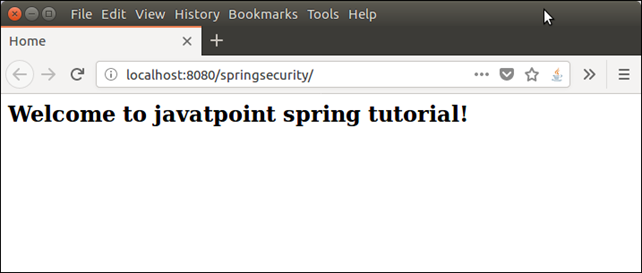 File Edit View History Bookmarks Tools Help
Home
localhost:8080/springsecurity/
Welcome to javatpoint spring tutorial!